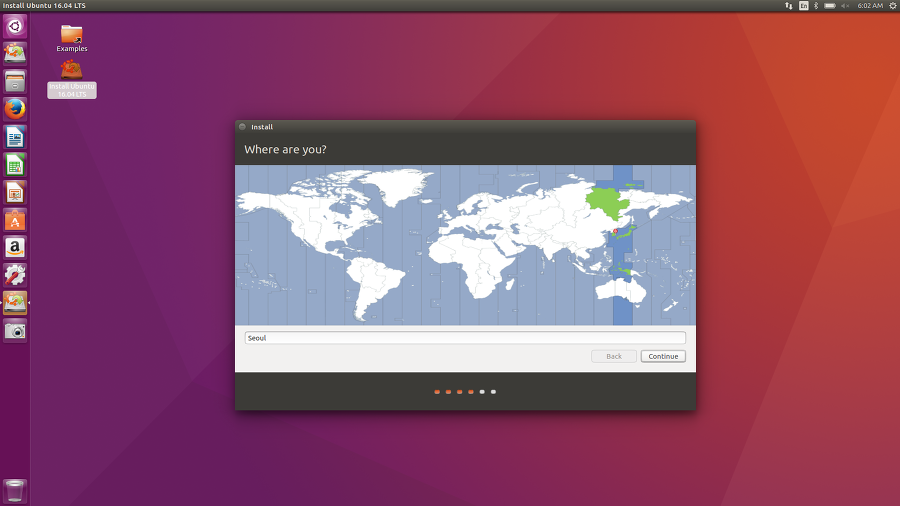 Install Ubuntu 16.04 LTS
En
6:02 AM
Examples
Install Ubuntu
16.04 LTS
Install
Where are you?
Seoul
Back
Continue